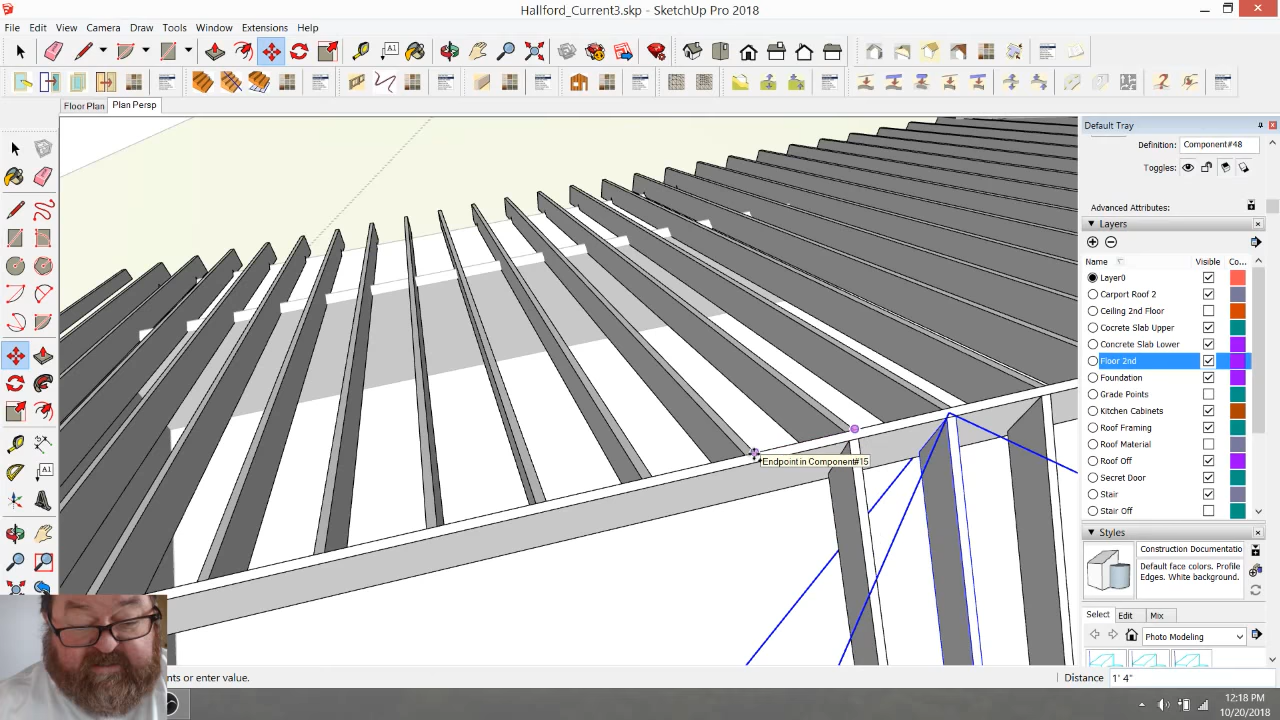 Hallford_Current3.skp - SketchUp Pro 2018
File Edit View Camera Draw Tools Window Extensions Help
Floor Plan Plan Persp
Default Tray
Definition: Component#48
Toggles:
Advanced Attributes:
Layers
Name Visible Co...
Layer0
Carport Roof 2
Ceiling 2nd Floor
Cocrete Slab Upper
Concrete Slab Lower
Floor 2nd
Foundation
Grade Points
Kitchen Cabinets
Roof Framing
Roof Material
Roof Off
Secret Door
Stair
Stair Off
Endpoint in Component#15
Styles
Construction Documentatio
Default face colors. Profile
Edges. White background.
Select Edit Mix
Photo Modeling
nts or enter value.
Distance 1' 4"
12:18 PM
10/20/2018